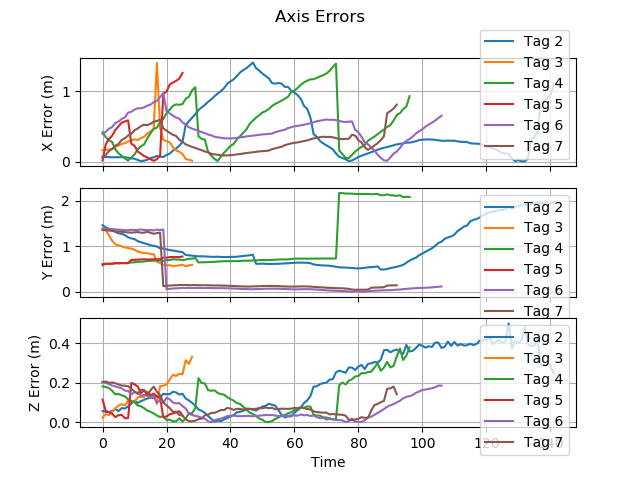 Axis Errors
X Error (m)
1
0
Tag 2
Tag 3
Tag 4
Tag 5
Tag 6
Tag 7
Y Error (m)
2
1
0
Tag 2
Tag 3
Tag 4
Tag 5
Tag 6
Tag 7
Z Error (m)
0.4
0.2
0.0
Tag 2
Tag 3
Tag 4
Tag 5
Tag 6
Tag 7
0 20 40 60 80 100 120 140
Time